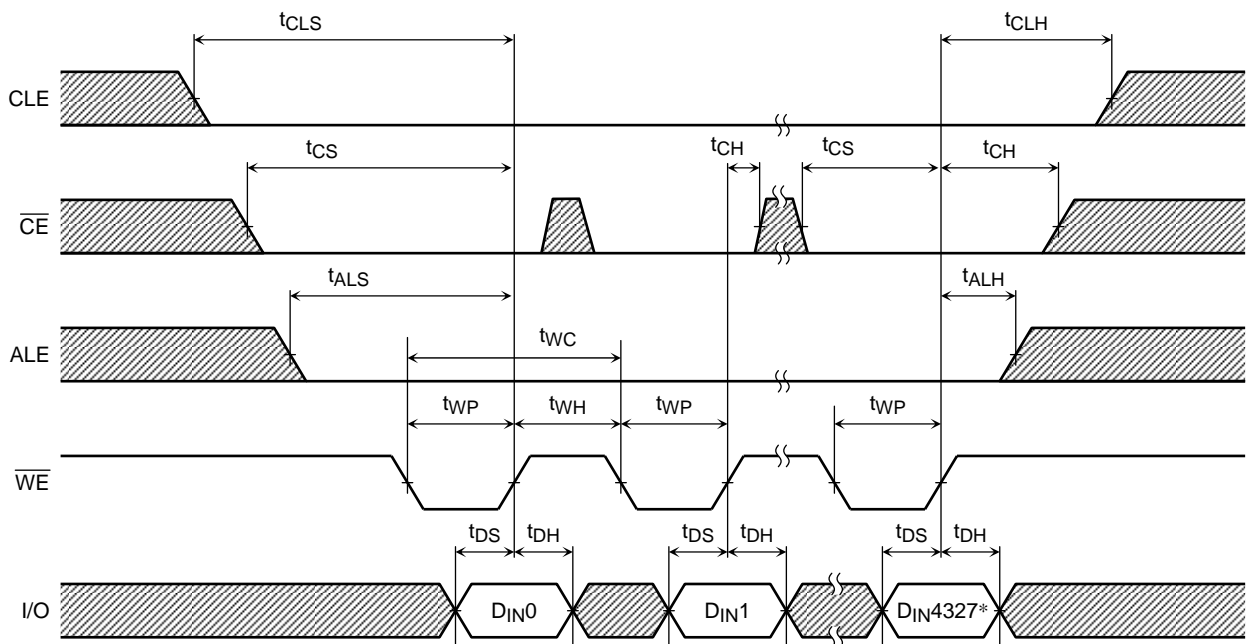 tCLS tCLH
CLE
tCS tCH tCS tCH
CE
tALS tALH
ALE
tWC
tWP tWH tWP tWP
WE
tDS tDH tDS tDH tDS tDH
I/O DIN0 DIN1 DIN4327*